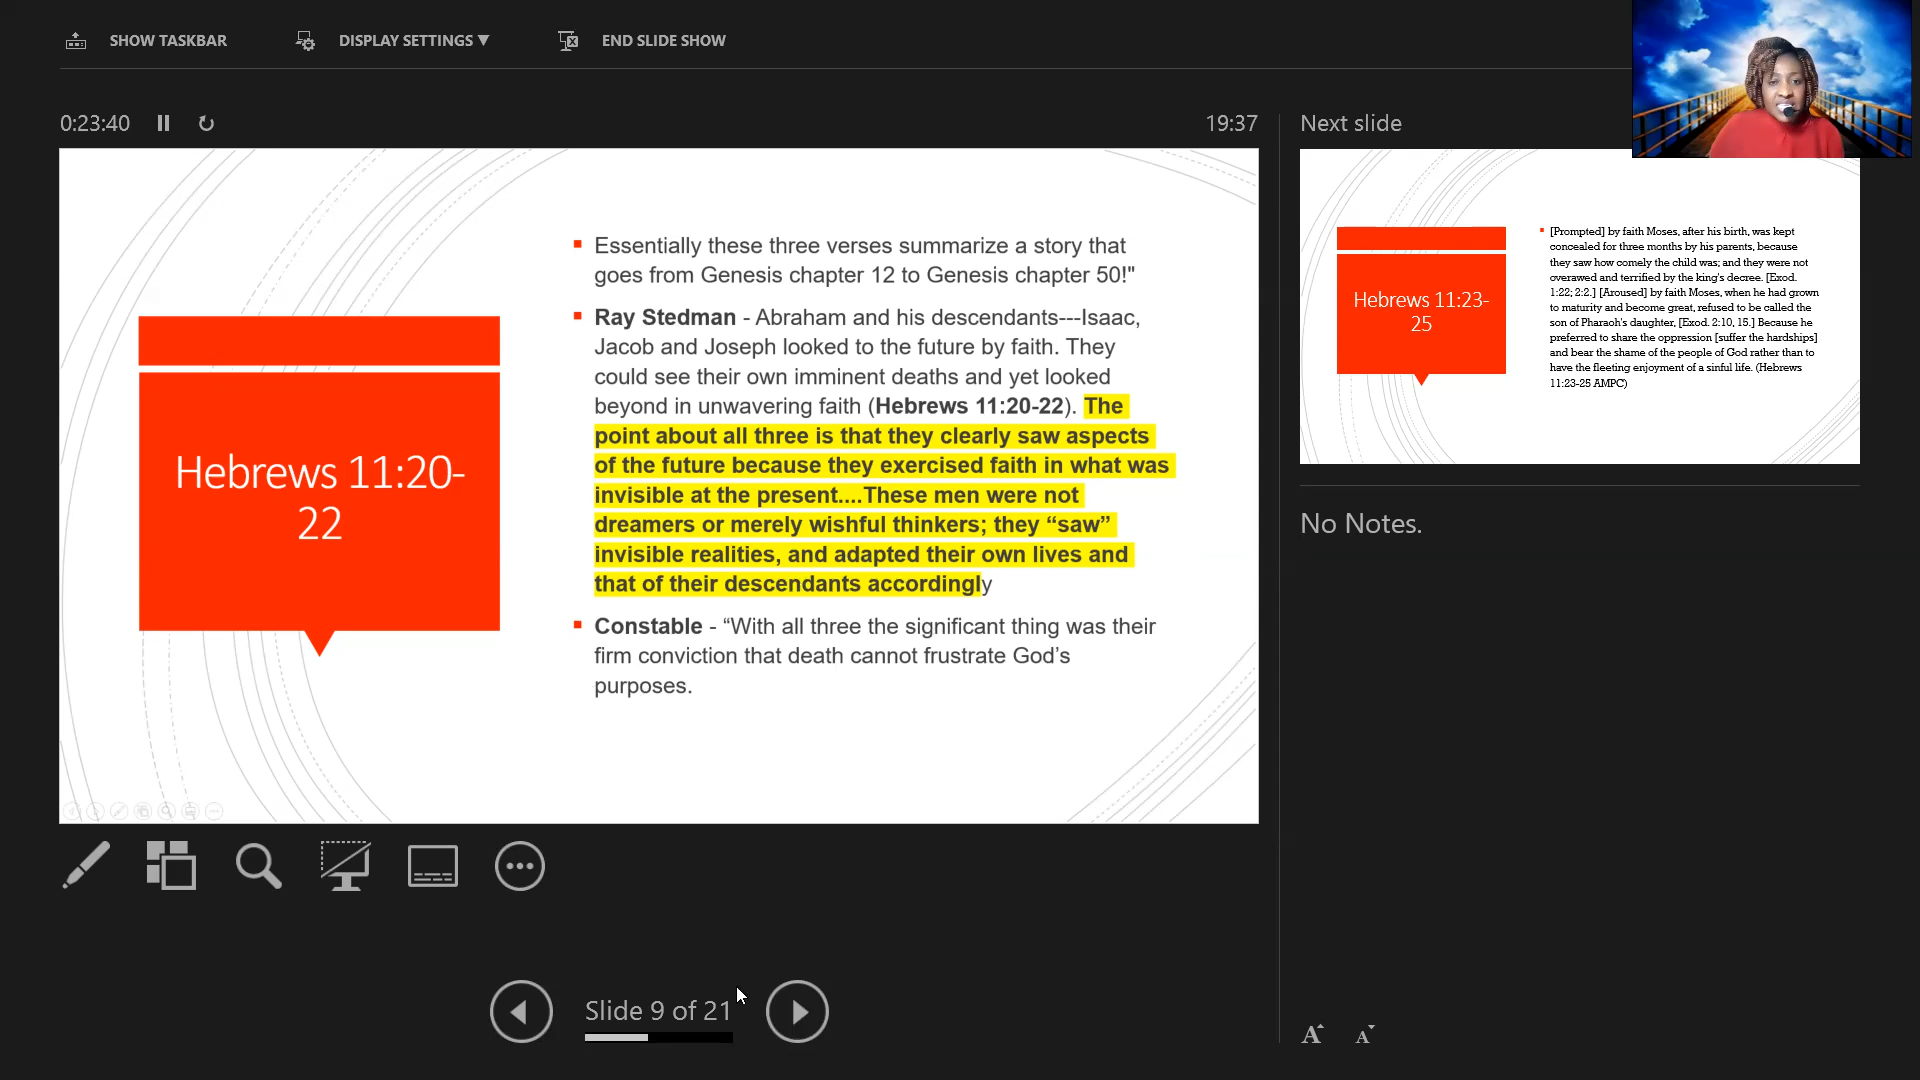 SHOW TASKBAR
DISPLAY SETTINGS ▼
END SLIDE SHOW
0:23:40
19:37
Next slide
Hebrews 11:20-
22
Essentially these three verses summarize a story that
goes from Genesis chapter 12 to Genesis chapter 50!"
Ray Stedman - Abraham and his descendants---Isaac,
Jacob and Joseph looked to the future by faith. They
could see their own imminent deaths and yet looked
beyond in unwavering faith (Hebrews 11:20-22). The
point about all three is that they clearly saw aspects
of the future because they exercised faith in what was
invisible at the present....These men were not
dreamers or merely wishful thinkers; they “saw”
invisible realities, and adapted their own lives and
that of their descendants accordingly
Constable - “With all three the significant thing was their
firm conviction that death cannot frustrate God’s
purposes.
Hebrews 11:23-
25
[Prompted] by faith Moses, after his birth, was kept
concealed for three months by his parents, because
they saw how comely the child was; and they were not
overawed and terrified by the king's decree. [Exod.
1:22; 2:2.] [Aroused] by faith Moses, when he had grown
to maturity and become great, refused to be called the
son of Pharaoh's daughter, [Exod. 2:10, 15.] Because he
preferred to share the oppression [suffer the hardships]
and bear the shame of the people of God rather than to
have the fleeting enjoyment of a sinful life. (Hebrews
11:23-25 AMPC)
No Notes.
Slide 9 of 21
A A